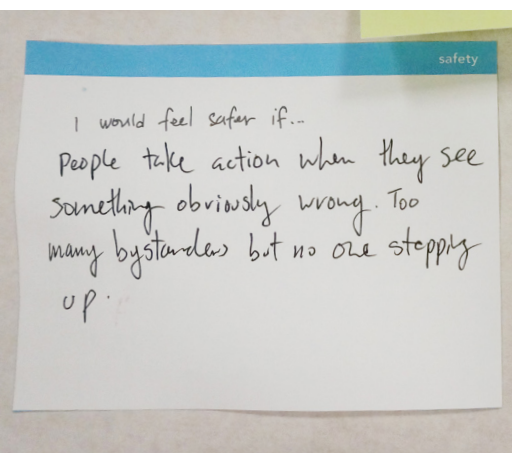 safety
I would feel safer if...
People take action when they see
something obviously wrong. Too
many bystanders but no one stepping
up.